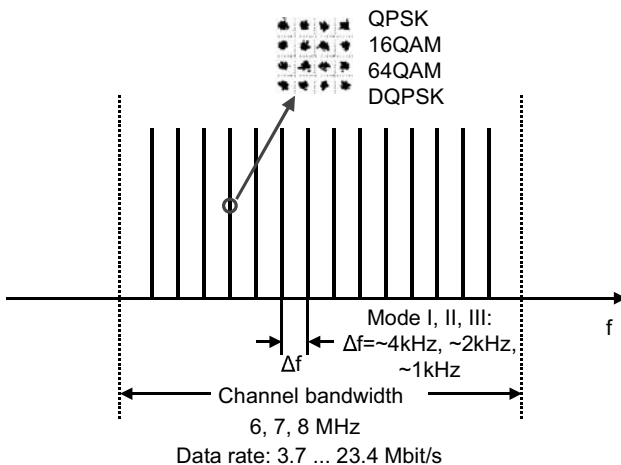 QPSK
16QAM
64QAM
DQPSK
f
Mode I, II, III:
Δf=~4kHz, ~2kHz,
~1kHz
Δf
Channel bandwidth
6, 7, 8 MHz
Data rate: 3.7 ... 23.4 Mbit/s